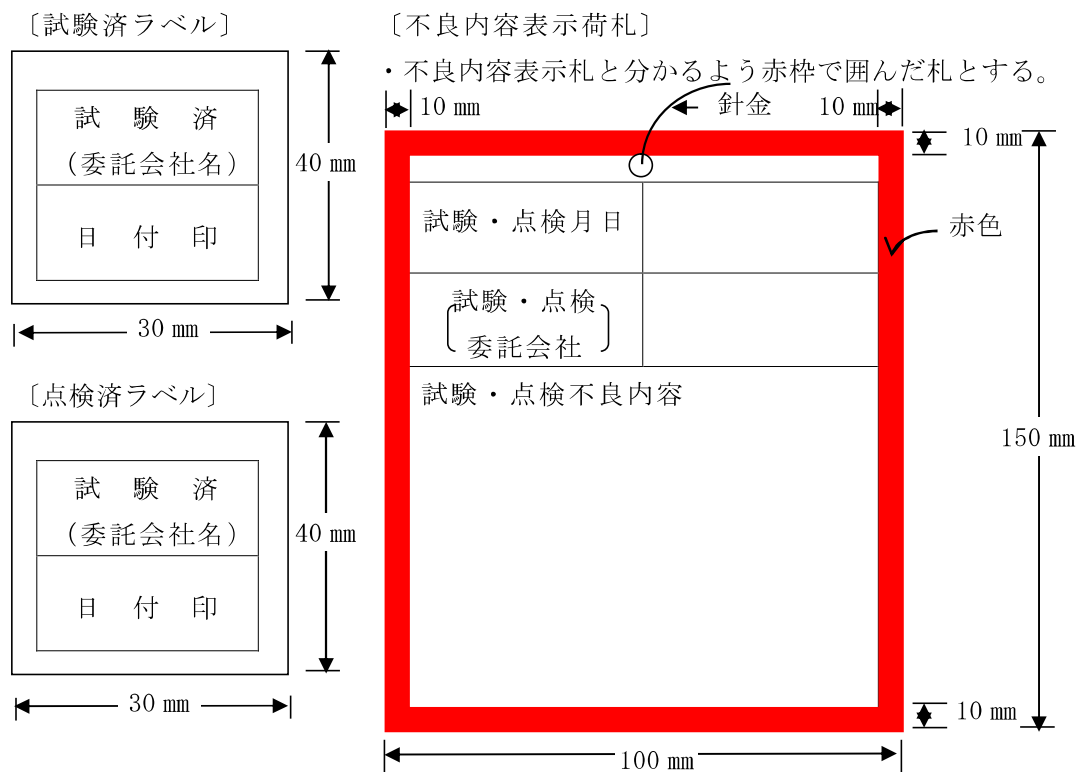 〔試験済ラベル〕
試　験　済
(委託会社名)
日　付　印
40 mm
30 mm
〔点検済ラベル〕
試　験　済
(委託会社名)
日　付　印
40 mm
30 mm
〔不良内容表示荷札〕
・不良内容表示札と分かるよう赤枠で囲んだ札とする。
10 mm
針金
10 mm
10 mm
試験・点検月日
赤色
試験・点検
委託会社
試験・点検不良内容
150 mm
10 mm
100 mm